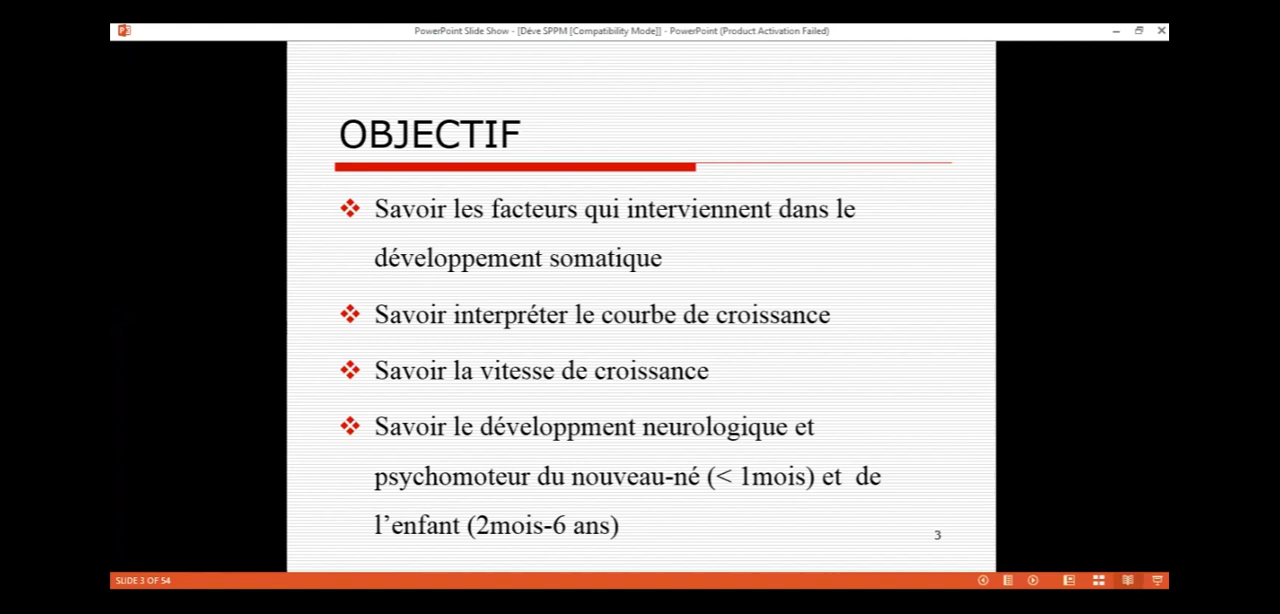 PowerPoint Slide Show - [Déve SPPM [Compatibility Mode]] - PowerPoint (Product Activation Failed)
OBJECTIF
Savoir les facteurs qui interviennent dans le
développement somatique
Savoir interpréter le courbe de croissance
Savoir la vitesse de croissance
Savoir le développment neurologique et
psychomoteur du nouveau-né (< 1mois) et de
l'enfant (2mois-6 ans)
3
SLIDE 3 OF 54